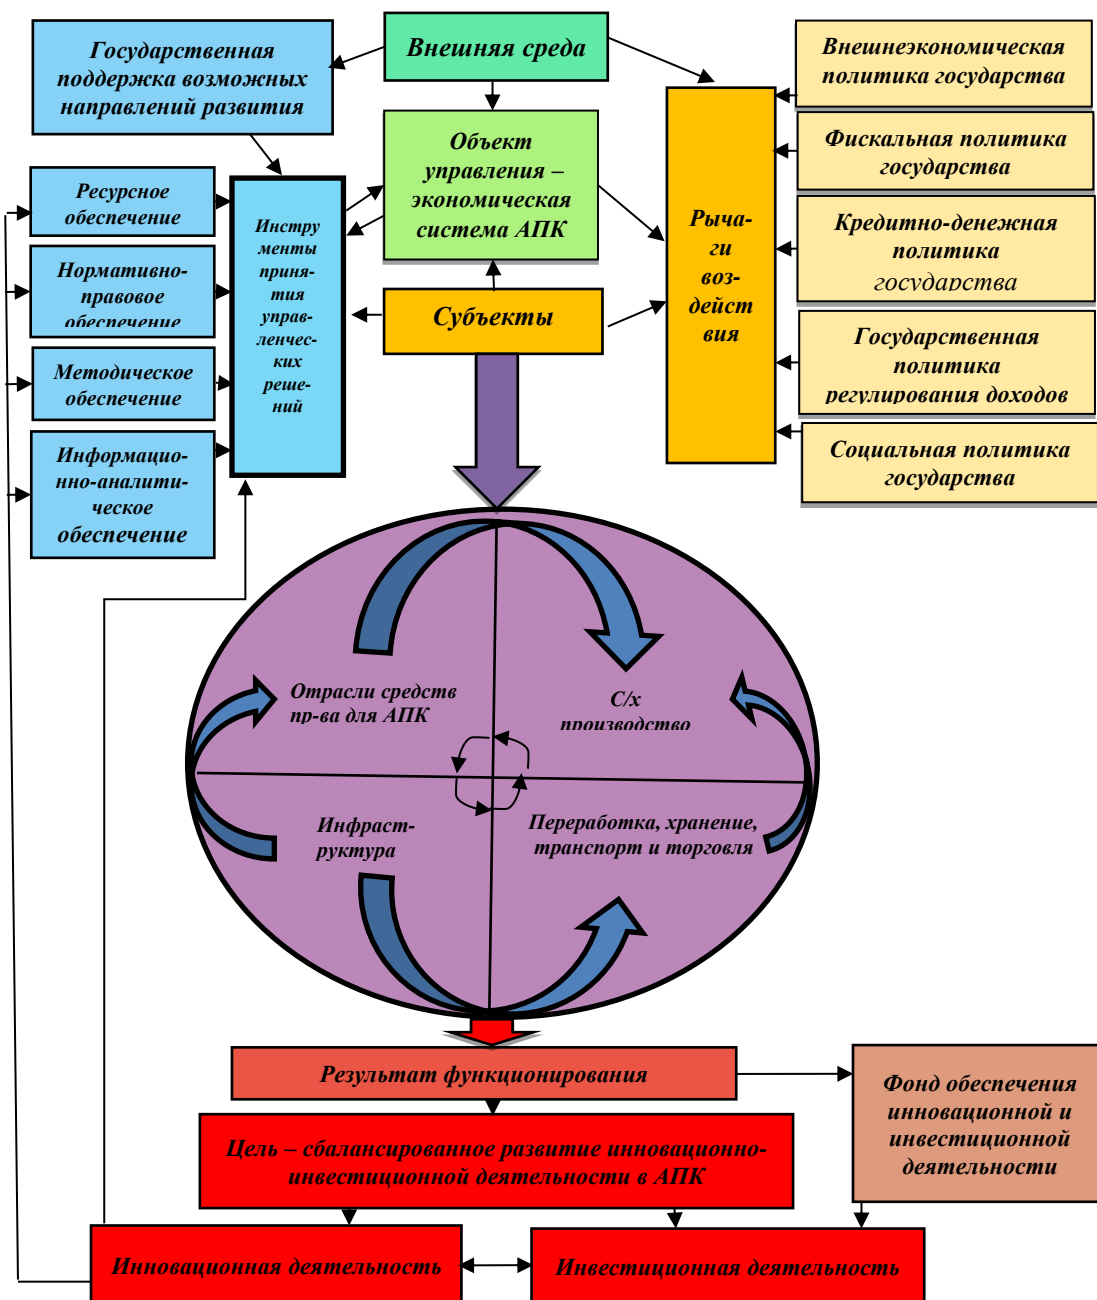 Государственная
поддержка возможных
направлений развития
Внешняя среда
Внешнеэкономическая
политика государства
Объект
управления –
экономическая
система АПК
Фискальная политика
государства
Ресурсное
обеспечение
Инстру
менты
приня-
тия
управ-
ленчес-
ких
реше-
ний
Рыча-
ги
воз-
действ
вия
Кредитно-денежная
политика
государства
Нормативно-
правовое
обеспечение
Субъекты
Государственная
политика
регулирования доходов
Методическое
обеспечение
Социальная политика
государства
Информацио-
нно-аналити-
ческое
обеспечение
Отрасли средств
пр-ва для АПК
С/х
производство
Инфраст-
руктура
Переработка, хранение,
транспорт и торговля
Результат функционирования
Фонд обеспечения
инновационной и
инвестиционной
деятельности
Цель – сбалансированное развитие инновационно-
инвестиционной деятельности в АПК
Инновационная деятельность
Инвестиционная деятельность